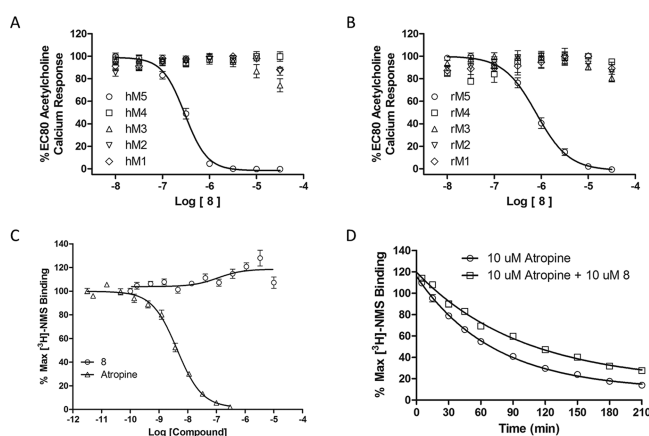 A
%EC80 Acetylcholine
Calcium Response
120
100
80
60
40
20
0
hM5
hM4
hM3
hM2
hM1
-8 -7 -6 -5 -4
Log [ 8 ]
B
%EC80 Acetylcholine
Calcium Response
120
100
80
60
40
20
0
rM5
rM4
rM3
rM2
rM1
-8 -7 -6 -5 -4
Log [ 8 ]
C
% Max [³H]-NMS Binding
140
120
100
80
60
40
20
0
8
Atropine
-12 -11 -10 -9 -8 -7 -6 -5 -4
Log [Compound]
D
% Max [³H]-NMS Binding
140
120
100
80
60
40
20
0
10 uM Atropine
10 uM Atropine + 10 uM 8
0 30 60 90 120 150 180 210
Time (min)